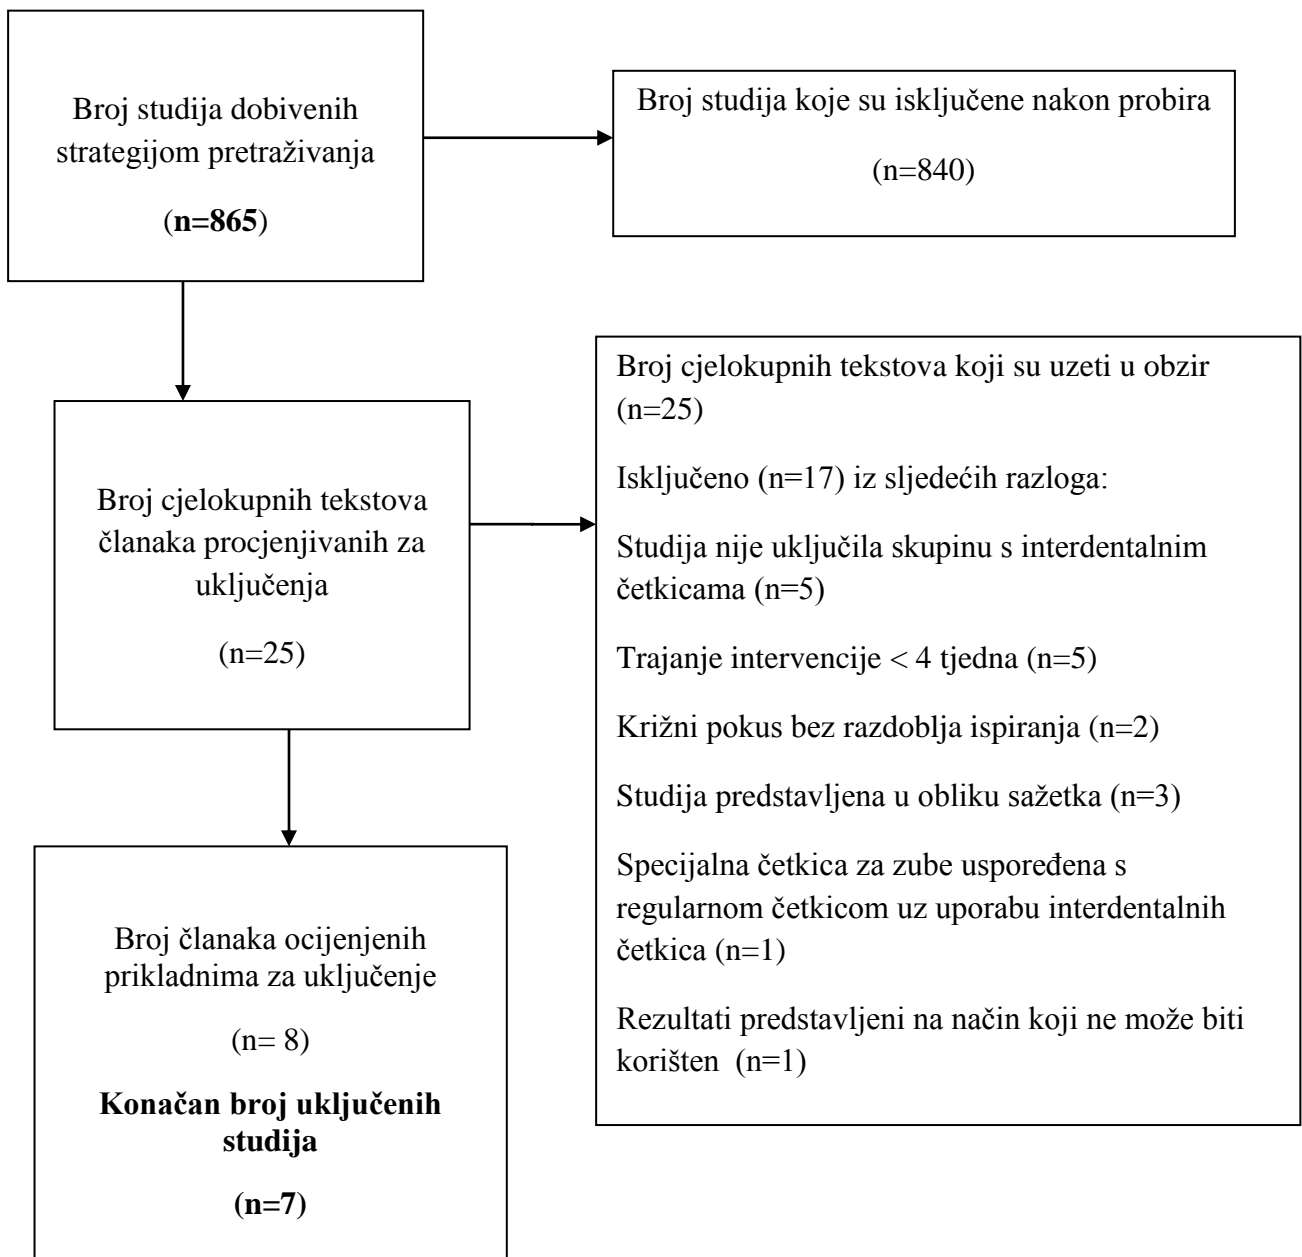 Broj studija dobivenih
strategijom pretraživanja
(n=865)
Broj studija koje su isključene nakon probira
(n=840)
Broj cjelokupnih tekstova
članaka procjenjivanih za
uključenja
(n=25)
Broj cjelokupnih tekstova koji su uzeti u obzir
(n=25)
Isključeno (n=17) iz sljedećih razloga:
Studija nije uključila skupinu s interdentalnim
četkicama (n=5)
Trajanje intervencije < 4 tjedna (n=5)
Križni pokus bez razdoblja ispiranja (n=2)
Studija predstavljena u obliku sažetka (n=3)
Specijalna četkica za zube uspoređena s
regularnom četkicom uz uporabu interdentalnih
četkica (n=1)
Rezultati predstavljeni na način koji ne može biti
korišten  (n=1)
Broj članaka ocijenjenih
prikladnima za uključenje
(n= 8)
Konačan broj uključenih
studija
(n=7)